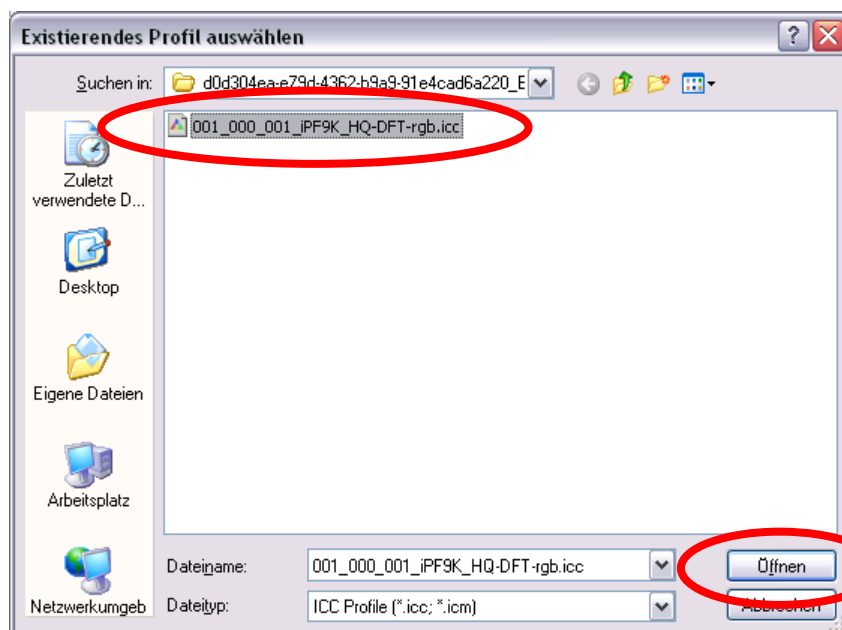 Existierendes Profil auswählen
Suchen in:
d0d304ea-e79d-4362-b9a9-91e4cad6a220_E
001_000_001_iPF9K_HQ-DFT-rgb.icc
Zuletzt
verwendete D...
Desktop
Eigene Dateien
Arbeitsplatz
Netzwerkumgeb
Dateiname:
001_000_001_iPF9K_HQ-DFT-rgb.icc
Öffnen
Dateityp:
ICC Profile (*.icc; *.icm)
Abbrechen